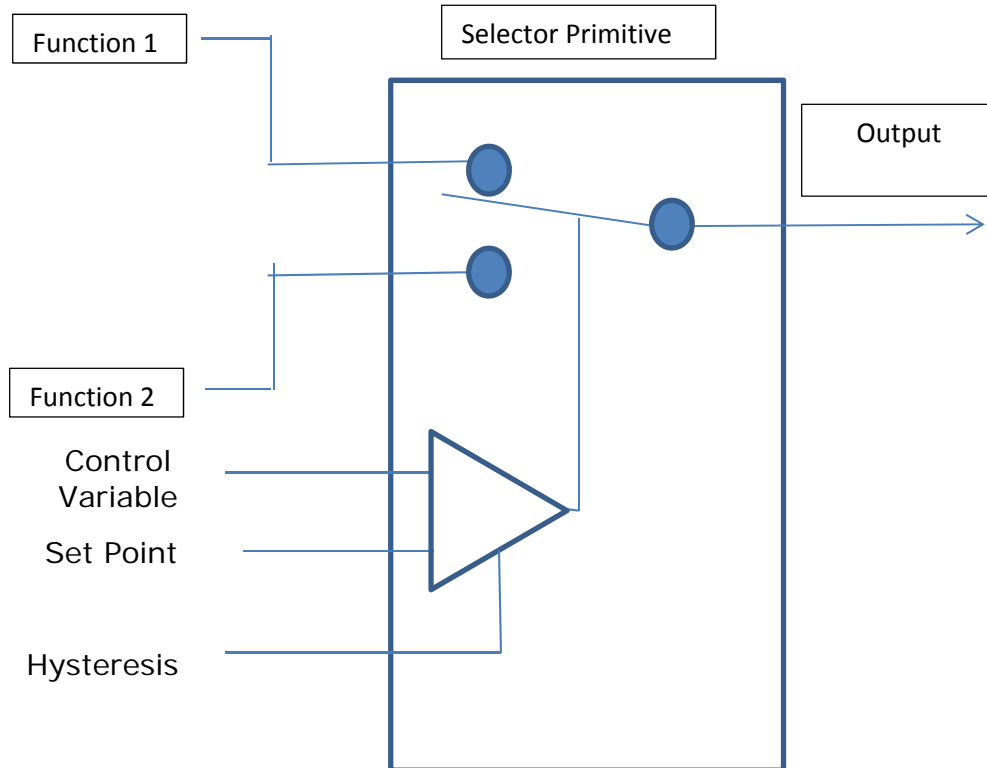 Function 1
Selector Primitive
Output
Function 2
Control
Variable
Set Point
Hysteresis